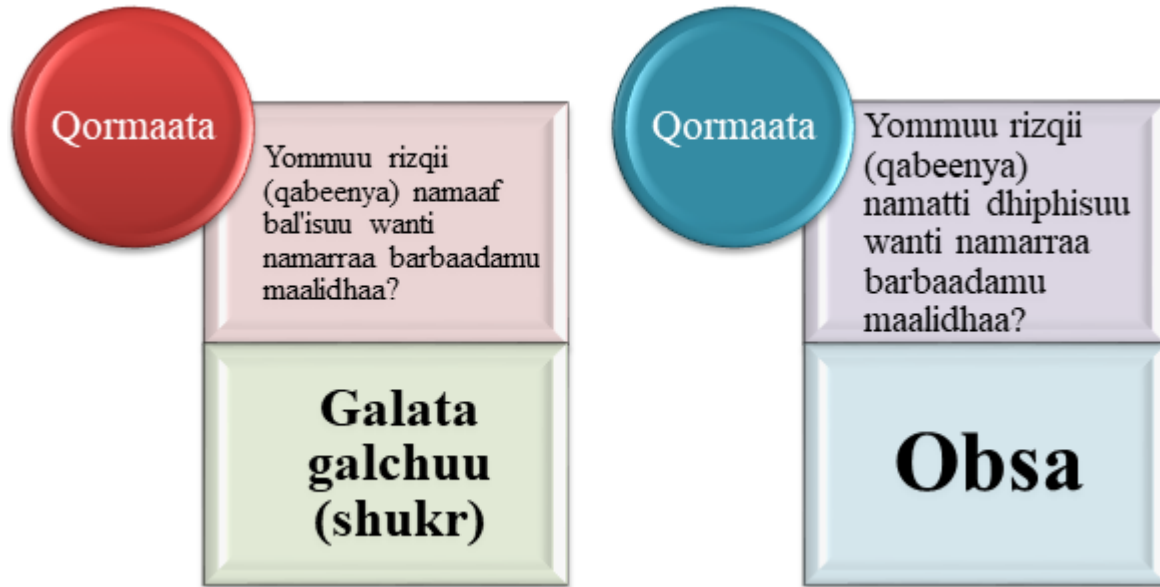 Qormaata
Yommuu rizqii
(qabeenya) namaaf
bal'isuu wanti
namarraa barbaadamu
maalidhaa?
Galata
galchuu
(shukr)
Qormaata
Yommuu rizqii
(qabeenya)
namatti dhiphisuu
wanti namarraa
barbaadamu
maalidhaa?
Obsa